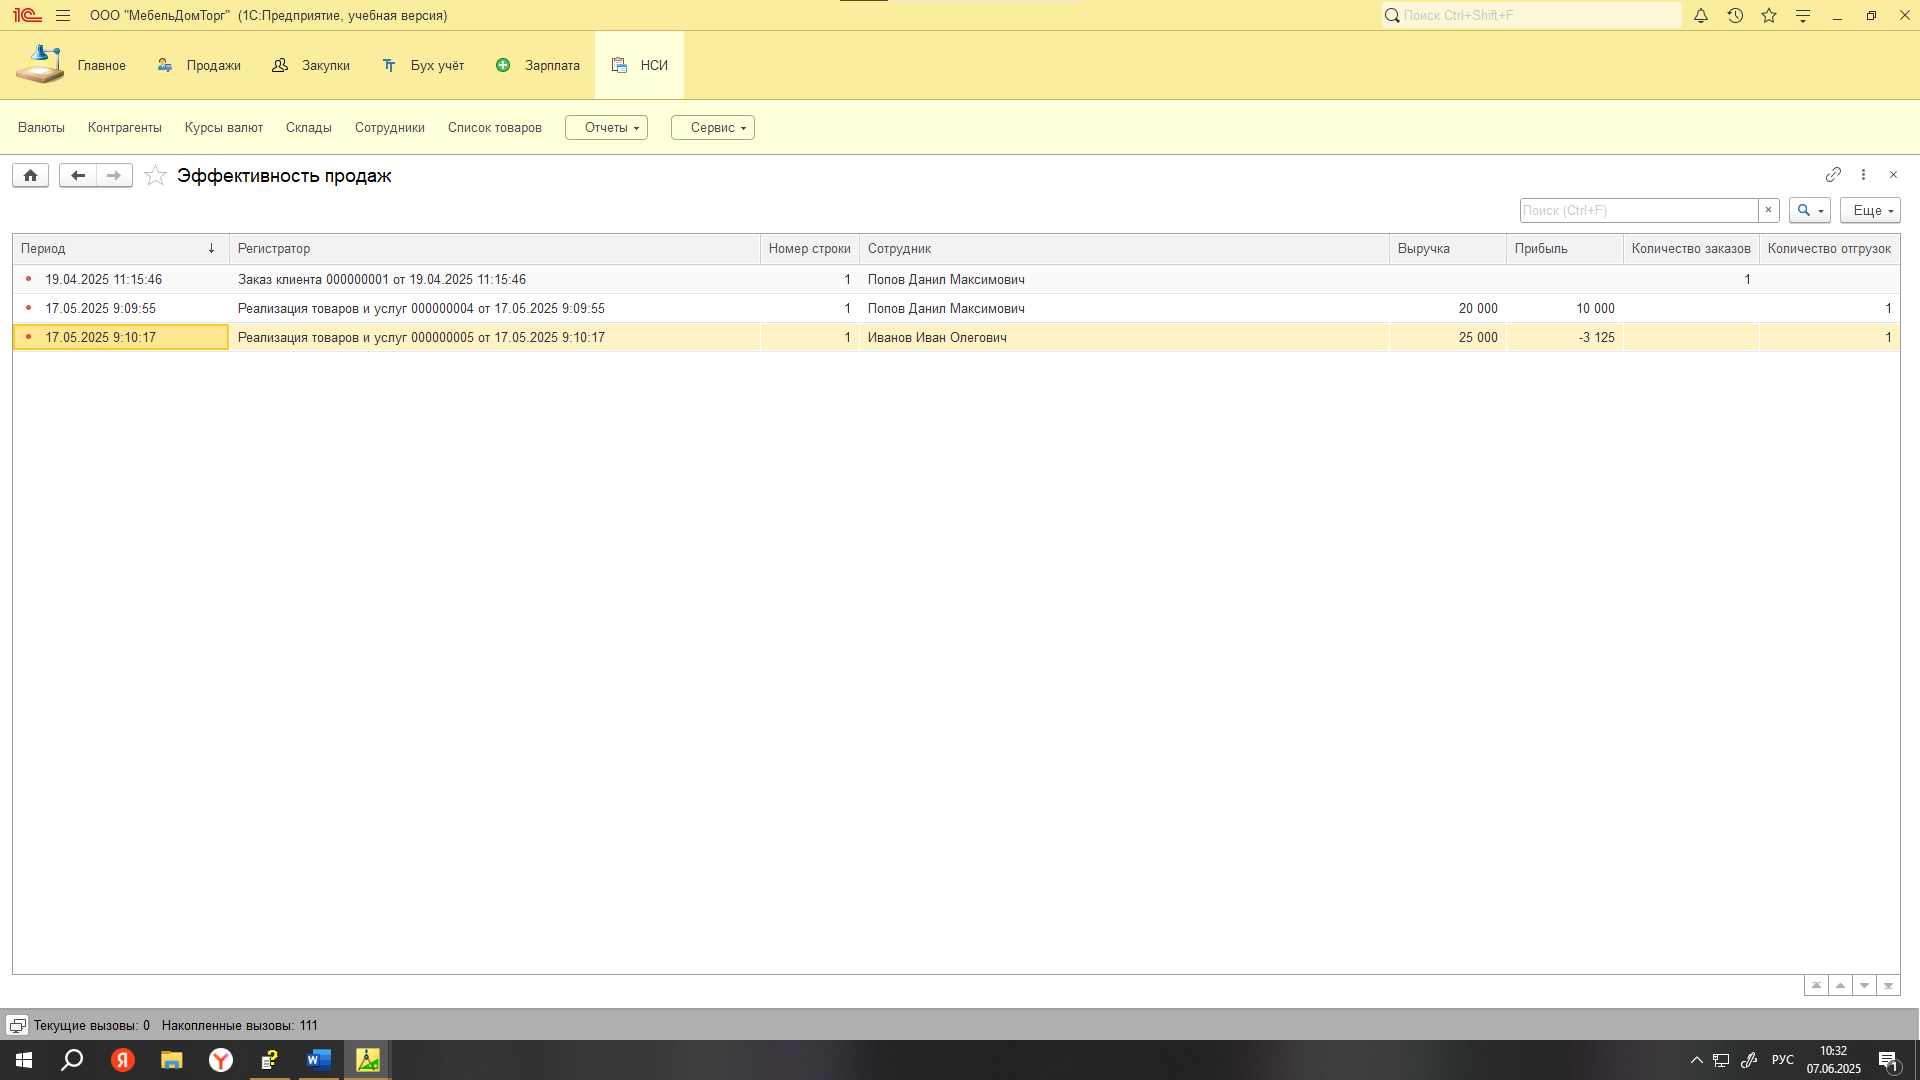 ООО "МебельДомТорг" (1С:Предприятие, учебная версия)
Поиск Ctrl+Shift+F
Главное Продажи Закупки Бух учёт Зарплата НСИ
Валюты Контрагенты Курсы валют Склады Сотрудники Список товаров Отчеты Сервис
Эффективность продаж
Поиск (Ctrl+F) × Еще
Период ↓ Регистратор Номер строки Сотрудник Выручка Прибыль Количество заказов Количество отгрузок
19.04.2025 11:15:46 Заказ клиента 000000001 от 19.04.2025 11:15:46 1 Попов Данил Максимович 1
17.05.2025 9:09:55 Реализация товаров и услуг 000000004 от 17.05.2025 9:09:55 1 Попов Данил Максимович 20 000 10 000 1
17.05.2025 9:10:17 Реализация товаров и услуг 000000005 от 17.05.2025 9:10:17 1 Иванов Иван Олегович 25 000 -3 125 1
Текущие вызовы: 0 Накопленные вызовы: 111
РУС
10:32
07.06.2025
1